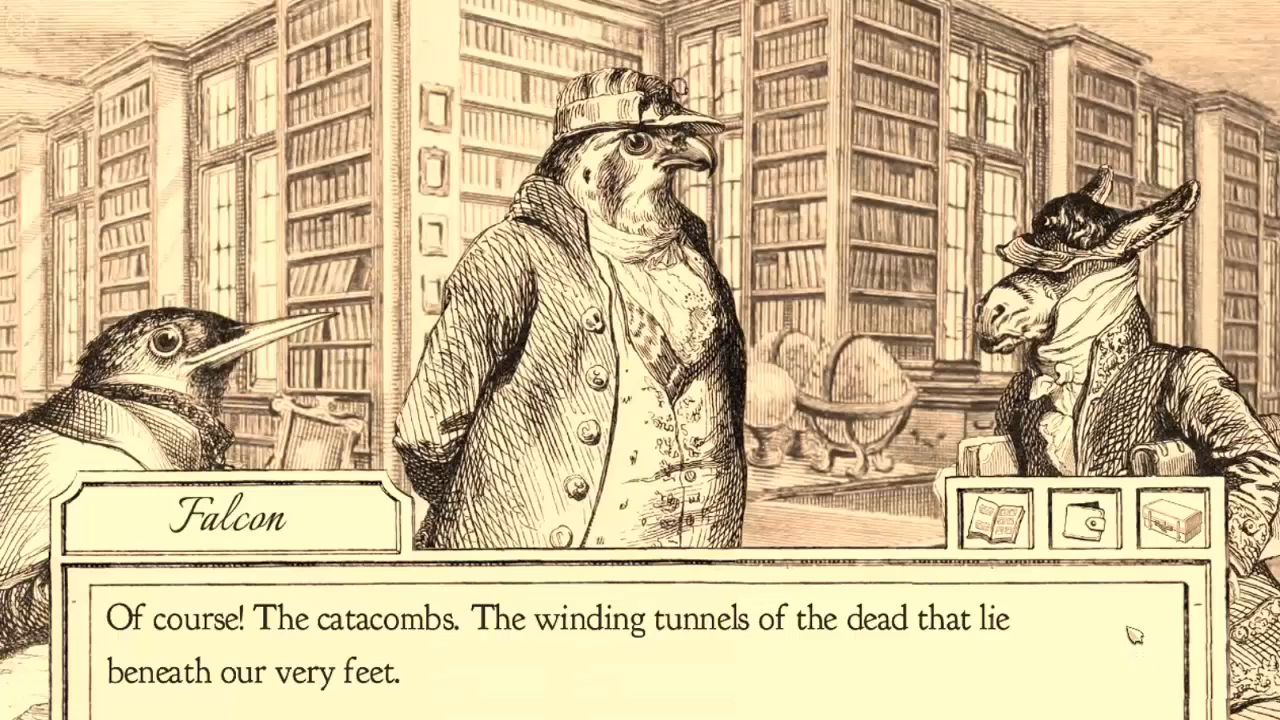 Falcon
Of course! The catacombs. The winding tunnels of the dead that lie
beneath our very feet.